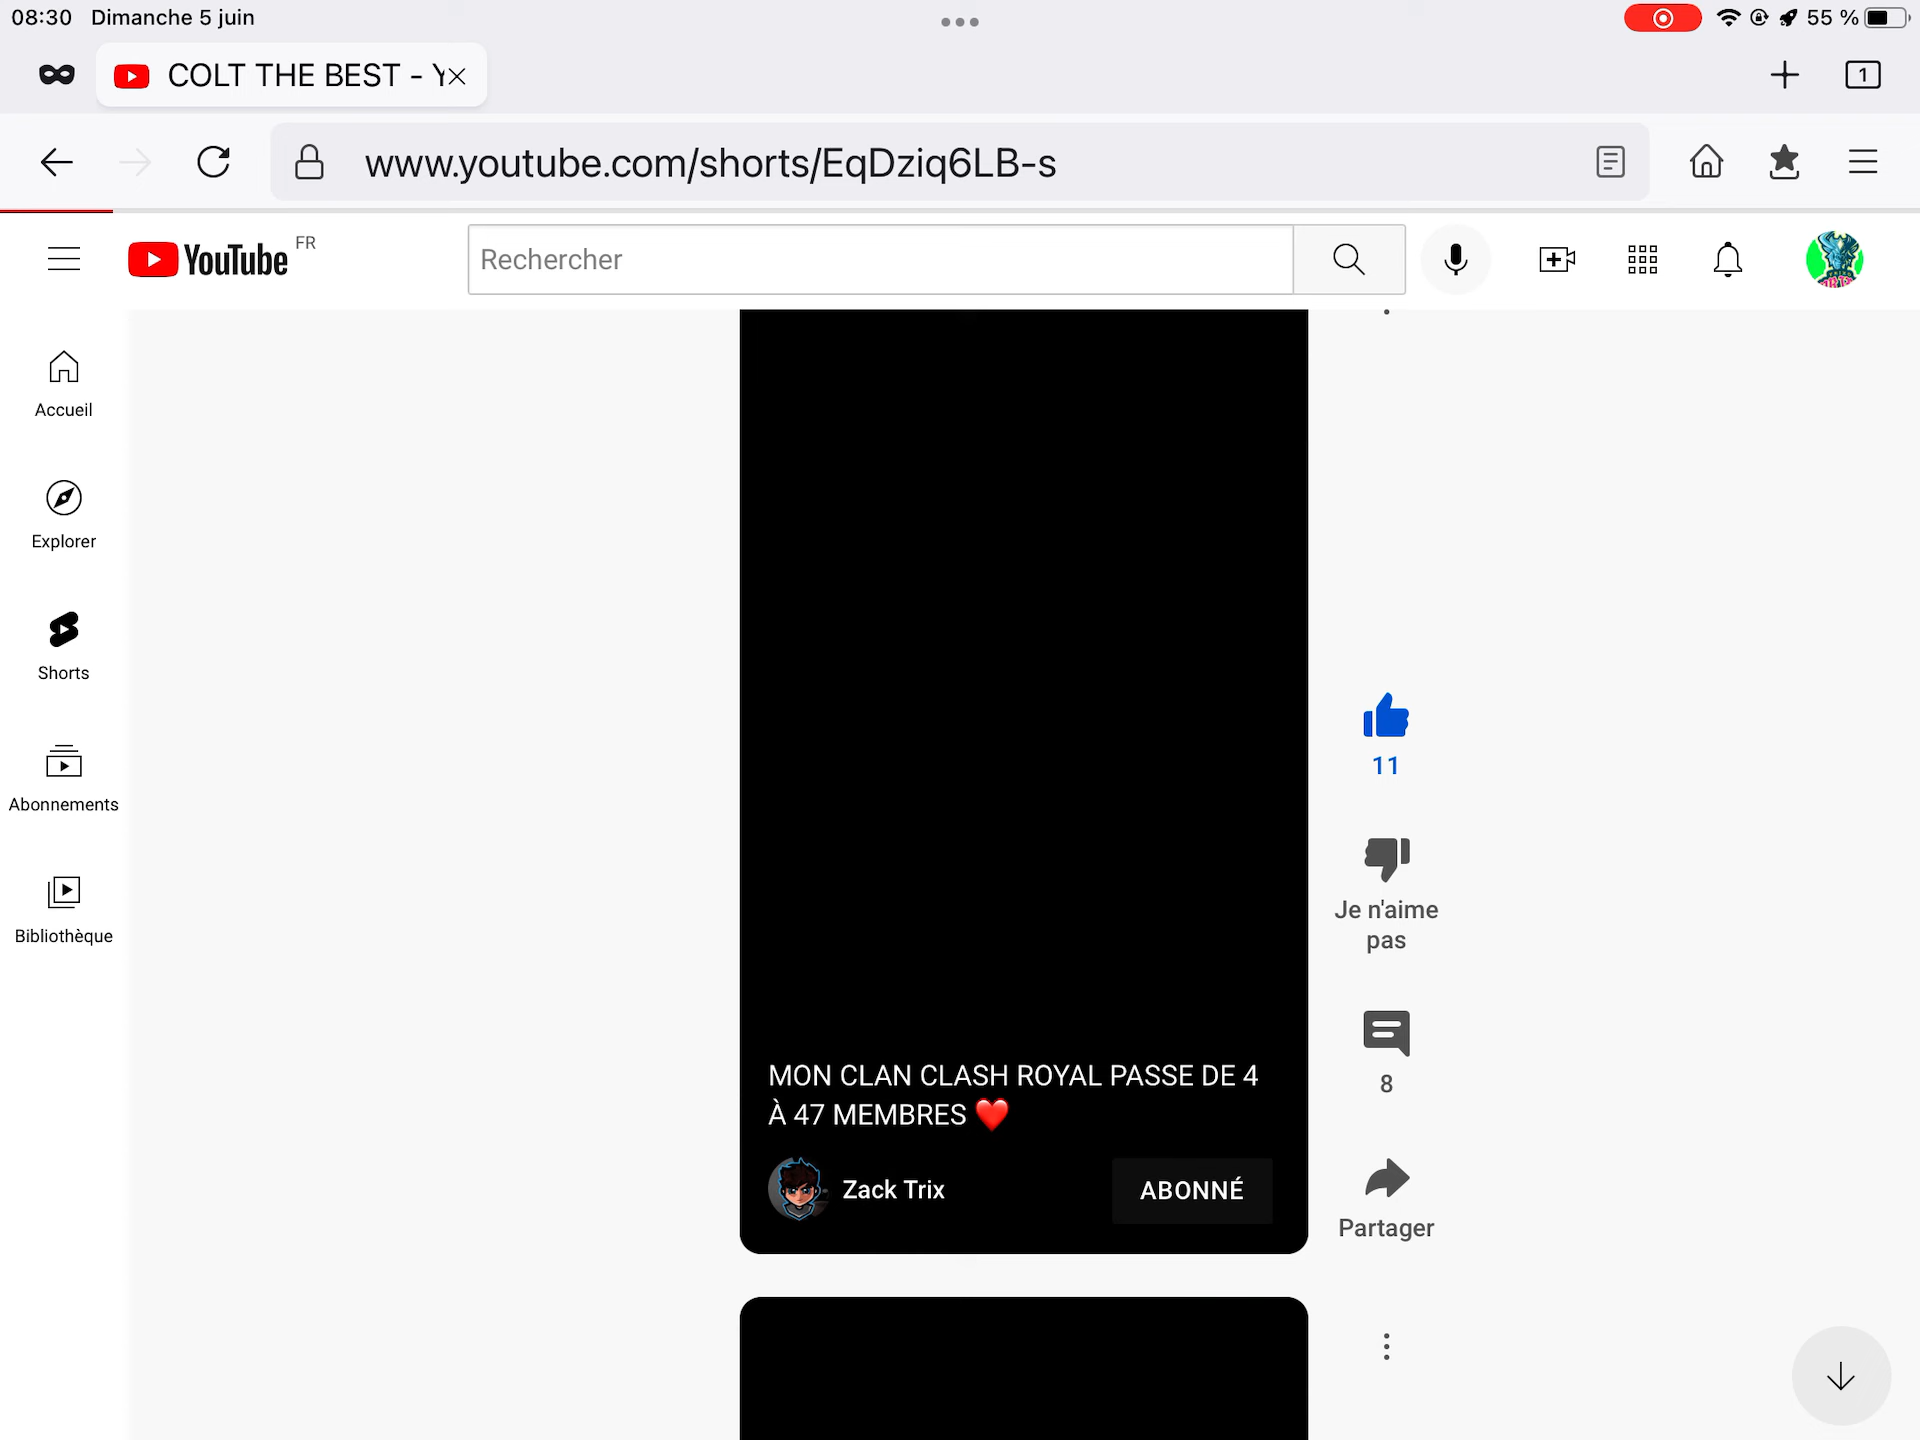 08:30 Dimanche 5 juin
55 %
COLT THE BEST - Y
1
www.youtube.com/shorts/EqDziq6LB-s
YouTube FR
Rechercher
Accueil
Explorer
Shorts
Abonnements
Bibliothèque
11
Je n'aime
pas
8
MON CLAN CLASH ROYAL PASSE DE 4
À 47 MEMBRES ❤️
Zack Trix
ABONNÉ
Partager